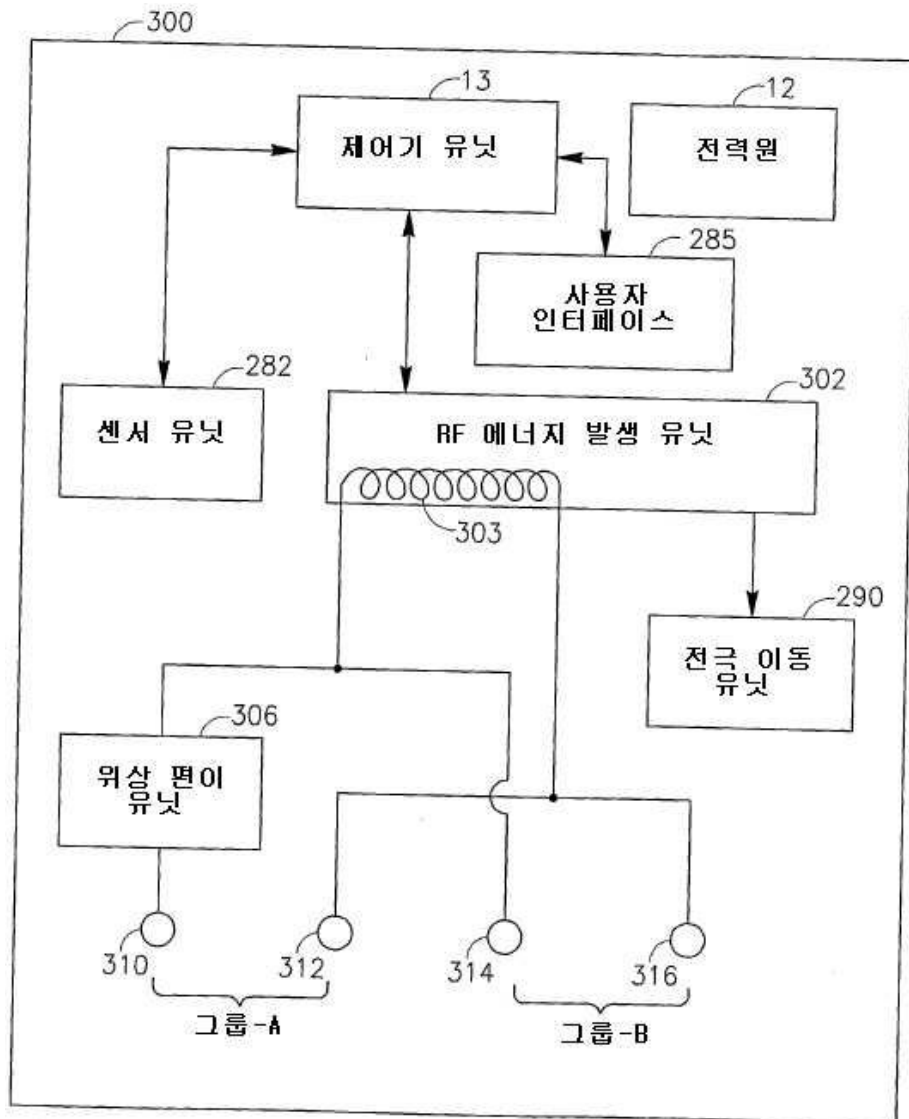 300
13
제어기 유닛
12
전력원
285
사용자
인터페이스
282
센서 유닛
302
RF 에너지 발생 유닛
303
290
전극 이동
유닛
306
위상 편이
유닛
310
312
314
316
그룹-A
그룹-B